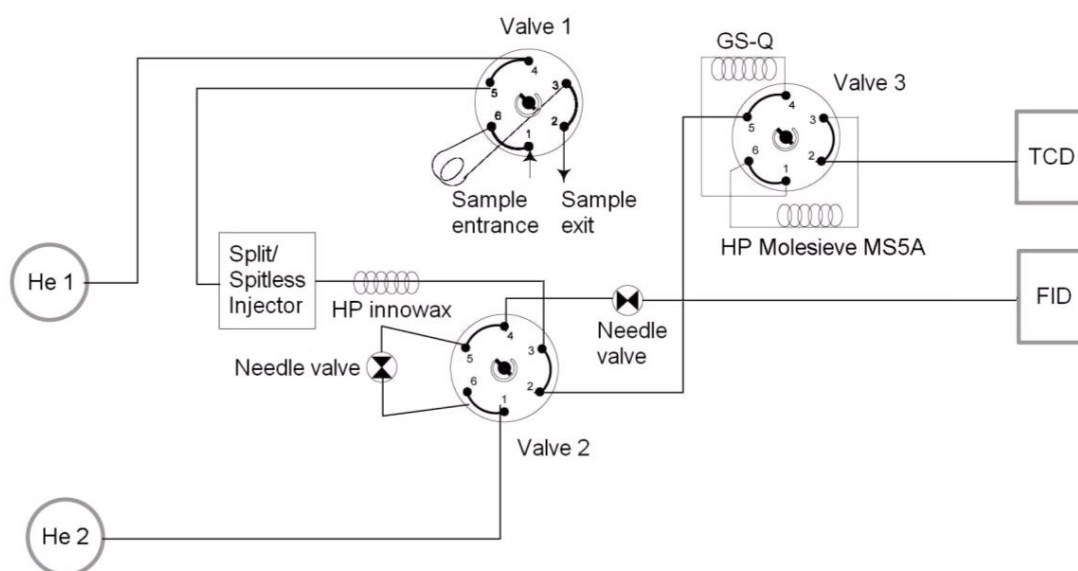 Valve 1
4
5
3
6
2
1
Sample
entrance
Sample
exit
GS-Q
Valve 3
4
5
3
6
2
1
HP Molesieve MS5A
TCD
FID
He 1
Split/
Spitless
Injector
HP innowax
Needle valve
4
5
3
6
2
1
Needle
valve
Valve 2
He 2